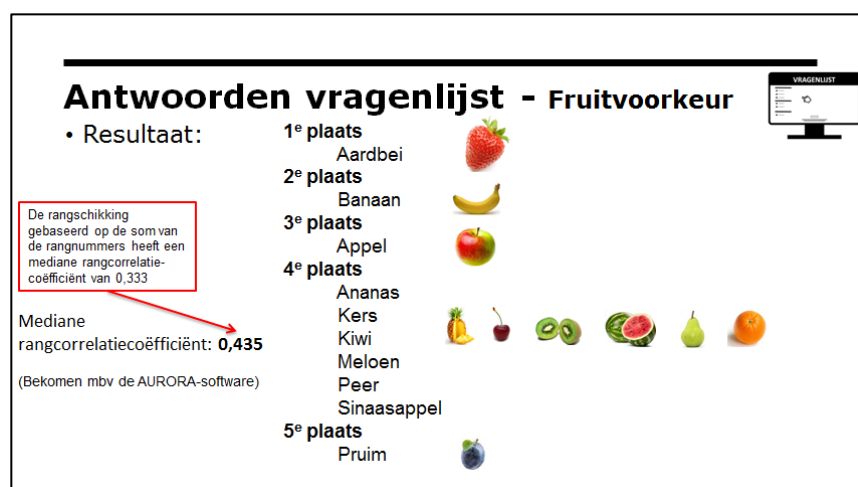 VRAGENLIJST
Antwoorden vragenlijst - Fruitvoorkeur
• Resultaat:
1e plaats
Aardbei
2e plaats
Banaan
3e plaats
Appel
4e plaats
Ananas
Kers
Kiwi
Meloen
Peer
Sinaasappel
5e plaats
Pruim
De rangschikking
gebaseerd op de som van
de rangnummers heeft een
mediane rangcorrelatie-
coëfficiënt van 0,333
Mediane
rangcorrelatiecoëfficiënt: 0,435
(Bekomen mbv de AURORA-software)